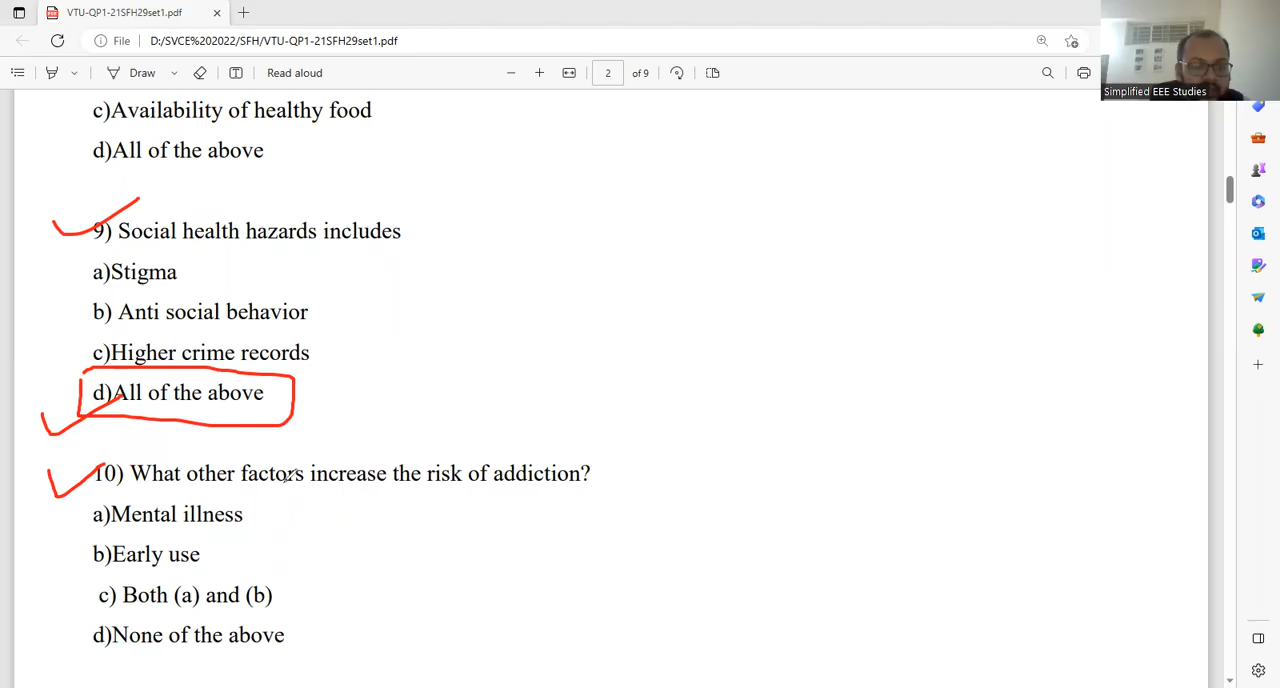 VTU-QP1-21SFH29set1.pdf
File D:/SVCE%202022/SFH/VTU-QP1-21SFH29set1.pdf
Draw Read aloud 2 of 9
Simplified EEE Studies
c)Availability of healthy food
d)All of the above
9) Social health hazards includes
a)Stigma
b) Anti social behavior
c)Higher crime records
d)All of the above
10) What other factors increase the risk of addiction?
a)Mental illness
b)Early use
c) Both (a) and (b)
d)None of the above